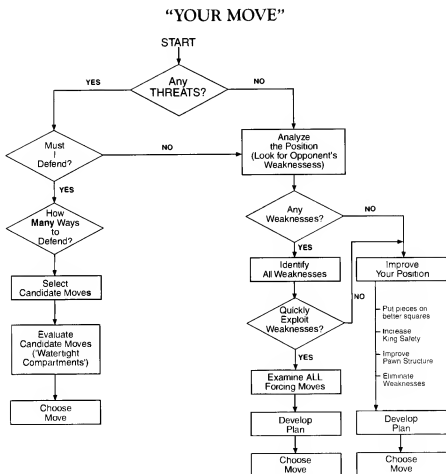 “YOUR MOVE”
START
Any
THREATS?
YES
NO
Must
I
Defend?
NO
YES
Analyze
the Position
(Look for Opponent's
Weaknessess)
How
Many Ways
to
Defend?
Any
Weaknesses?
NO
YES
Select
Candidate Moves
Identify
All Weaknesses
Improve
Your Position
Evaluate
Candidate Moves
('Watertight
Compartments')
Quickly
Exploit
Weaknesses?
NO
YES
Put pieces on
better squares
Increase
King Safety
Improve
Pawn Structure
Eliminate
Weaknesses
Choose
Move
Examine ALL
Forcing Moves
Develop
Plan
Develop
Plan
Choose
Move
Choose
Move